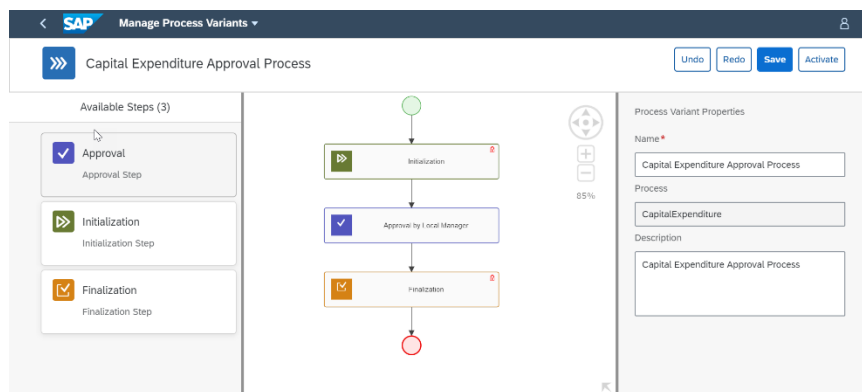 SAP Manage Process Variants
Capital Expenditure Approval Process
Undo Redo Save Activate
Available Steps (3)
Approval
Approval Step
Initialization
Initialization Step
Finalization
Finalization Step
Initialization
Approval by Local Manager
Finalization
85%
Process Variant Properties
Name*
Capital Expenditure Approval Process
Process
CapitalExpenditure
Description
Capital Expenditure Approval Process